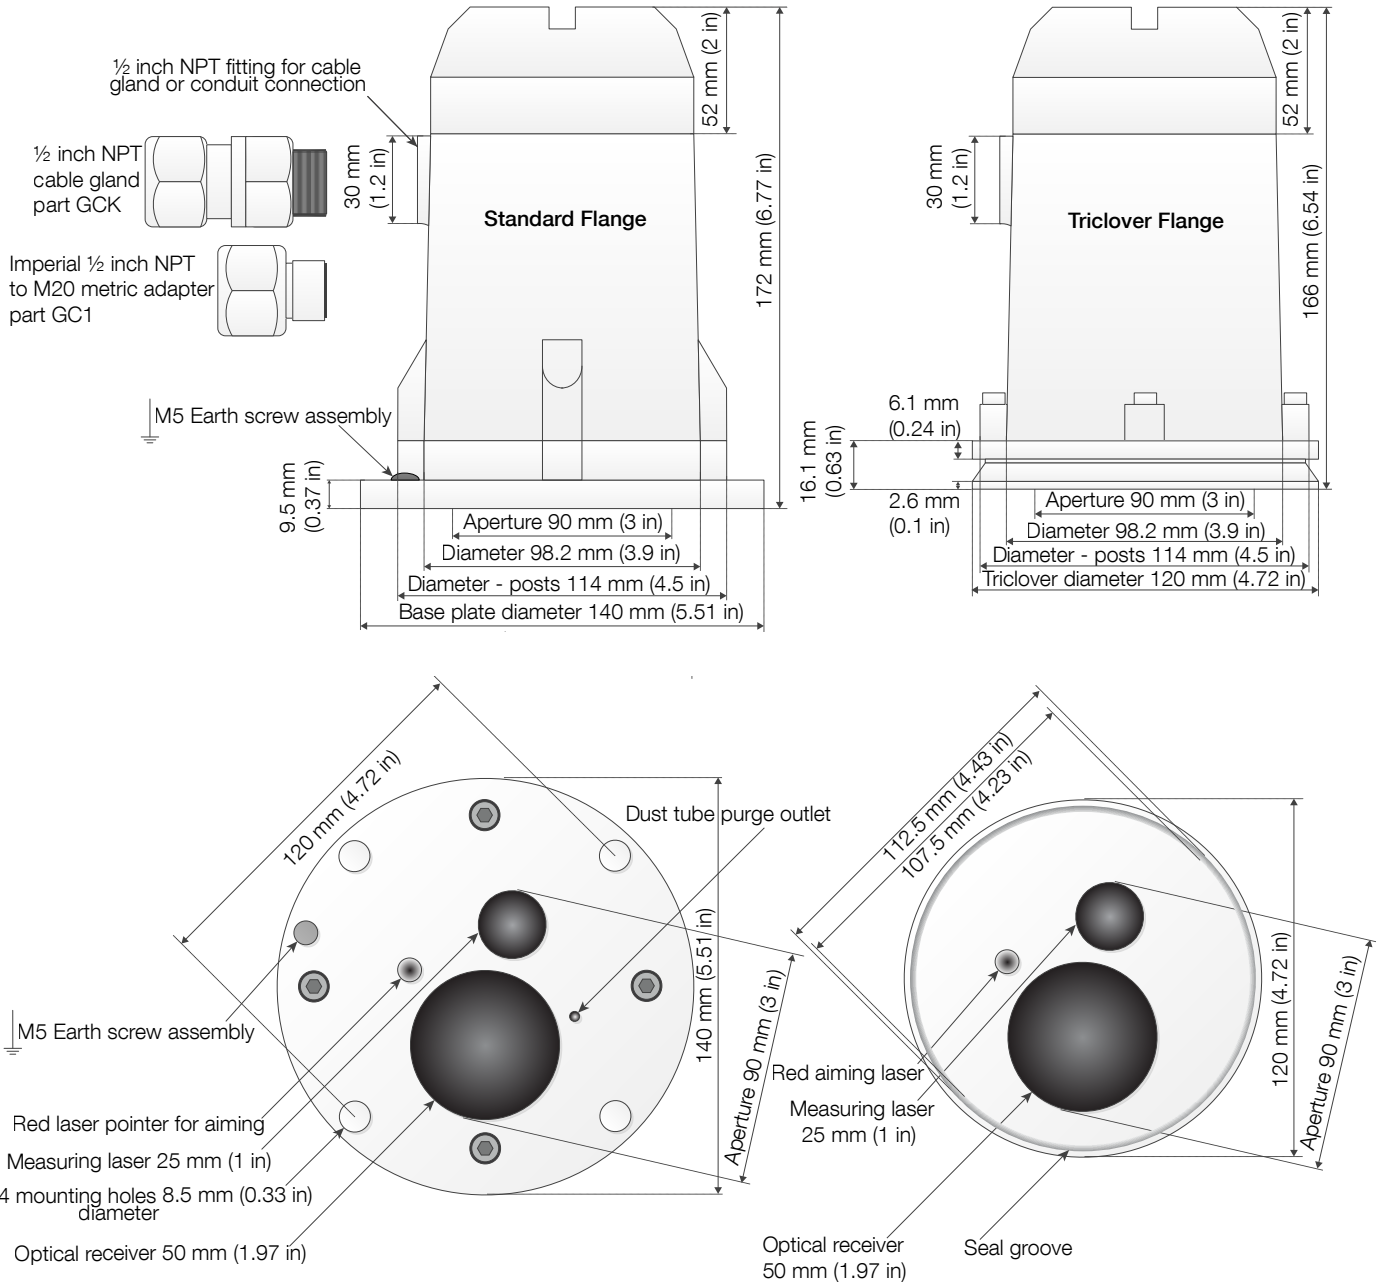 ½ inch NPT fitting for cable
gland or conduit connection
½ inch NPT
cable gland
part GCK
Imperial ½ inch NPT
to M20 metric adapter
part GC1
30 mm
(1.2 in)
52 mm (2 in)
172 mm (6.77 in)
Standard Flange
M5 Earth screw assembly
9.5 mm
(0.37 in)
Aperture 90 mm (3 in)
Diameter 98.2 mm (3.9 in)
Diameter - posts 114 mm (4.5 in)
Base plate diameter 140 mm (5.51 in)
30 mm
(1.2 in)
52 mm (2 in)
166 mm (6.54 in)
Triclover Flange
6.1 mm
(0.24 in)
16.1 mm
(0.63 in)
2.6 mm
(0.1 in)
Aperture 90 mm (3 in)
Diameter 98.2 mm (3.9 in)
Diameter - posts 114 mm (4.5 in)
Triclover diameter 120 mm (4.72 in)
120 mm (4.72 in)
Dust tube purge outlet
140 mm (5.51 in)
Aperture 90 mm (3 in)
M5 Earth screw assembly
Red laser pointer for aiming
Measuring laser 25 mm (1 in)
4 mounting holes 8.5 mm (0.33 in)
diameter
Optical receiver 50 mm (1.97 in)
112.5 mm (4.43 in)
107.5 mm (4.23 in)
120 mm (4.72 in)
Aperture 90 mm (3 in)
Red aiming laser
Measuring laser
25 mm (1 in)
Optical receiver
50 mm (1.97 in)
Seal groove